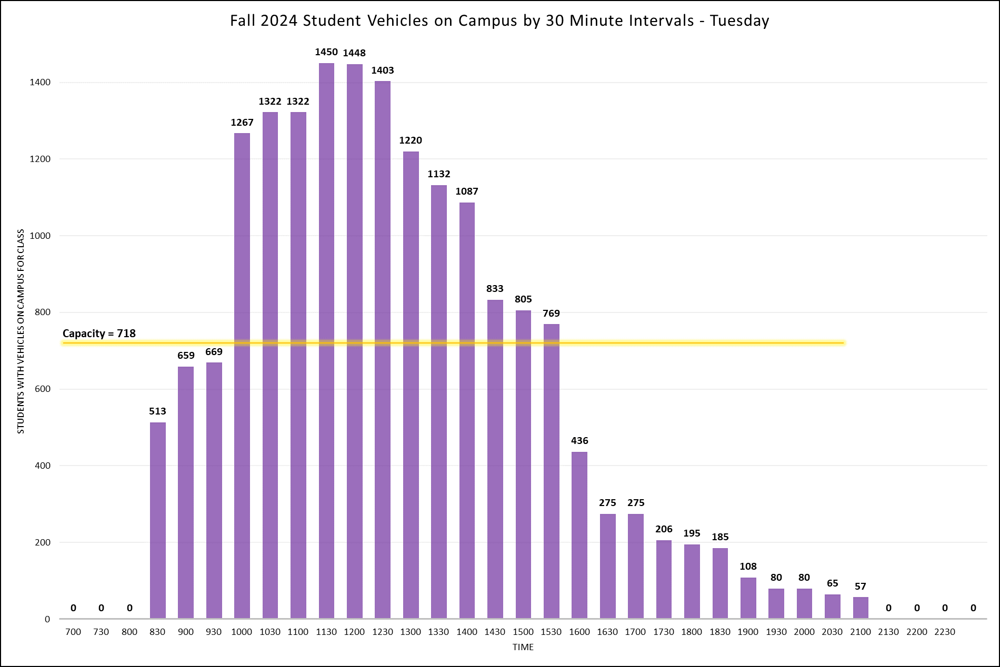 Fall 2024 Student Vehicles on Campus by 30 Minute Intervals - Tuesday
STUDENTS WITH VEHICLES ON CAMPUS FOR CLASS
1400
1200
1000
800
600
400
200
0
Capacity = 718
0 0 0 513 659 669 1267 1322 1322 1450 1448 1403 1220 1132 1087 833 805 769 436 275 275 206 195 185 108 80 80 65 57 0 0 0 0
700 730 800 830 900 930 1000 1030 1100 1130 1200 1230 1300 1330 1400 1430 1500 1530 1600 1630 1700 1730 1800 1830 1900 1930 2000 2030 2100 2130 2200 2230
TIME